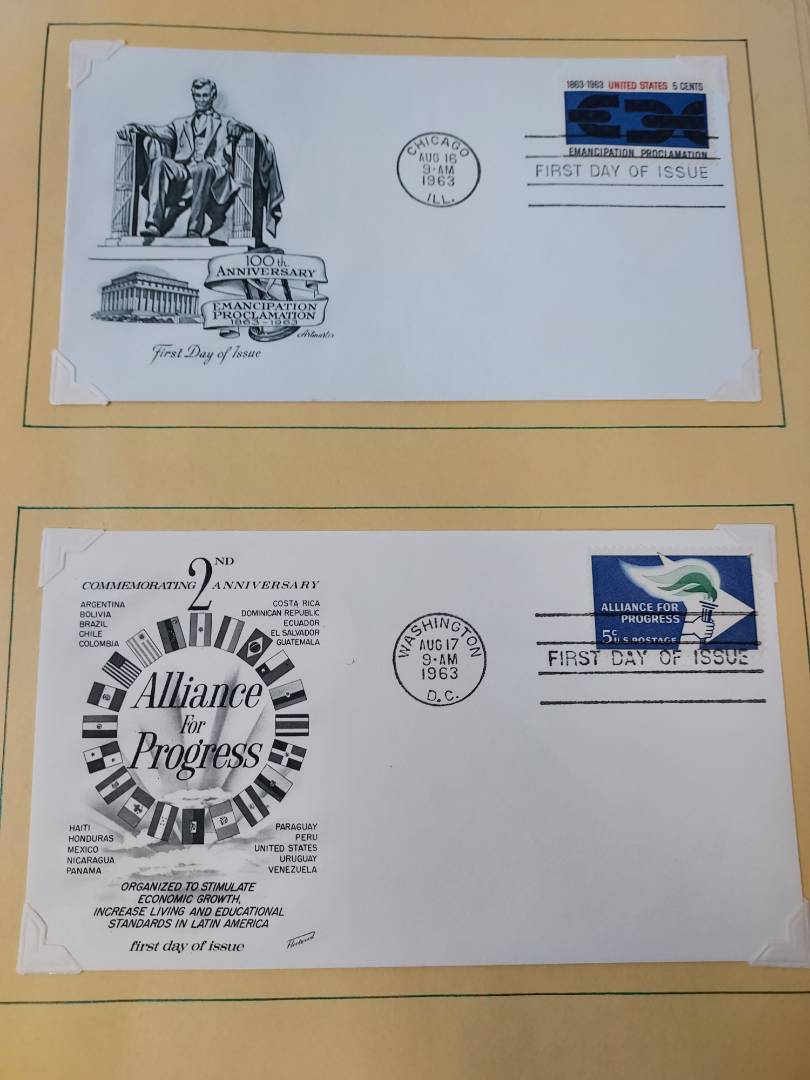 1863-1963 UNITED STATES 5 CENTS
EMANCIPATION PROCLAMATION
FIRST DAY OF ISSUE
CHICAGO
AUG 16
9-AM
1963
ILL.
100th
ANNIVERSARY
EMANCIPATION
PROCLAMATION
1863-1963
Artmaster
First Day of Issue
2ND
COMMEMORATING ANNIVERSARY
ARGENTINA
BOLIVIA
BRAZIL
CHILE
COLOMBIA
COSTA RICA
DOMINICAN REPUBLIC
ECUADOR
EL SALVADOR
GUATEMALA
Alliance
For
Progress
HAITI
HONDURAS
MEXICO
NICARAGUA
PANAMA
PARAGUAY
PERU
UNITED STATES
URUGUAY
VENEZUELA
ORGANIZED TO STIMULATE
ECONOMIC GROWTH,
INCREASE LIVING AND EDUCATIONAL
STANDARDS IN LATIN AMERICA
first day of issue
Fleetwood
WASHINGTON
AUG 17
9-AM
1963
D.C.
ALLIANCE FOR
PROGRESS
5c U.S. POSTAGE
FIRST DAY OF ISSUE